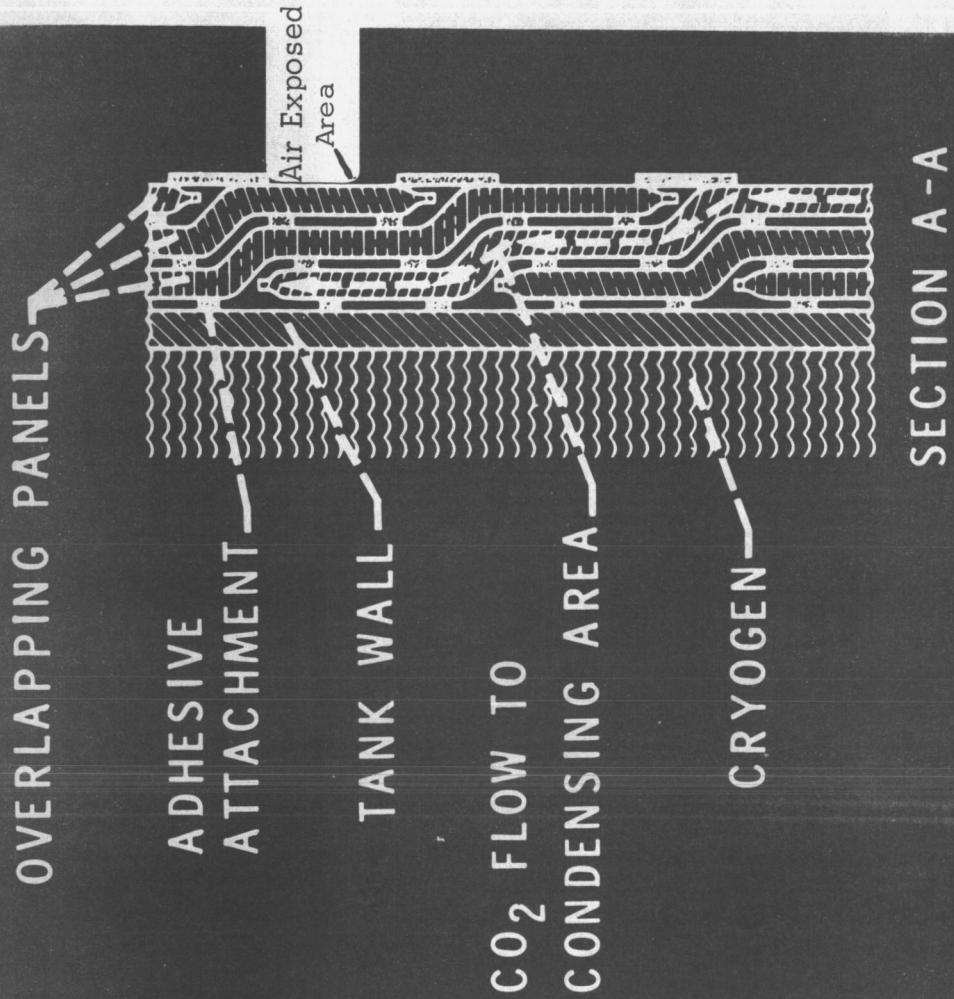 OVERLAPPING PANELS
Air Exposed
Area
ADHESIVE
ATTACHMENT
TANK WALL
CO2 FLOW TO
CONDENSING AREA
CRYOGEN
SECTION A-A